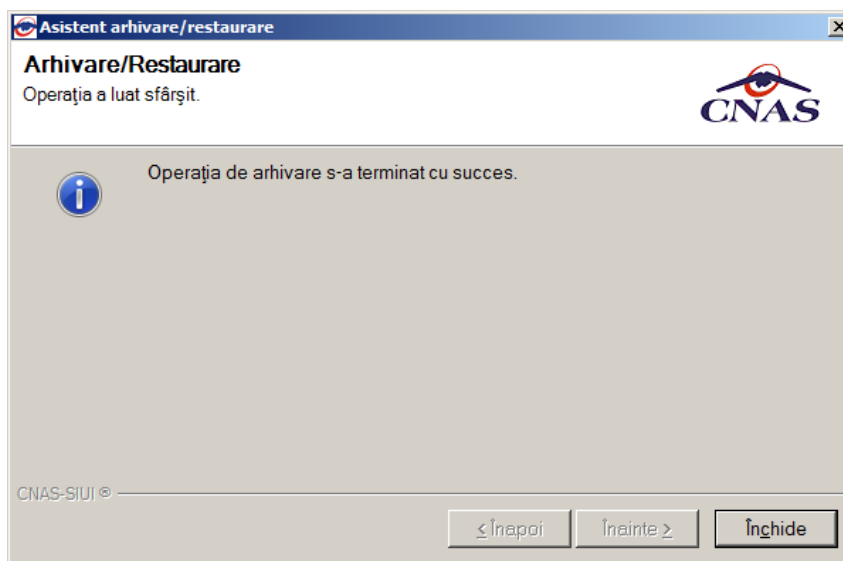 Asistent arhivare/restaurare
Arhivare/Restaurare
Operaţia a luat sfârşit.
CNAS
Operaţia de arhivare s-a terminat cu succes.
CNAS-SIUI ®
< Înapoi
Înainte >
Închide